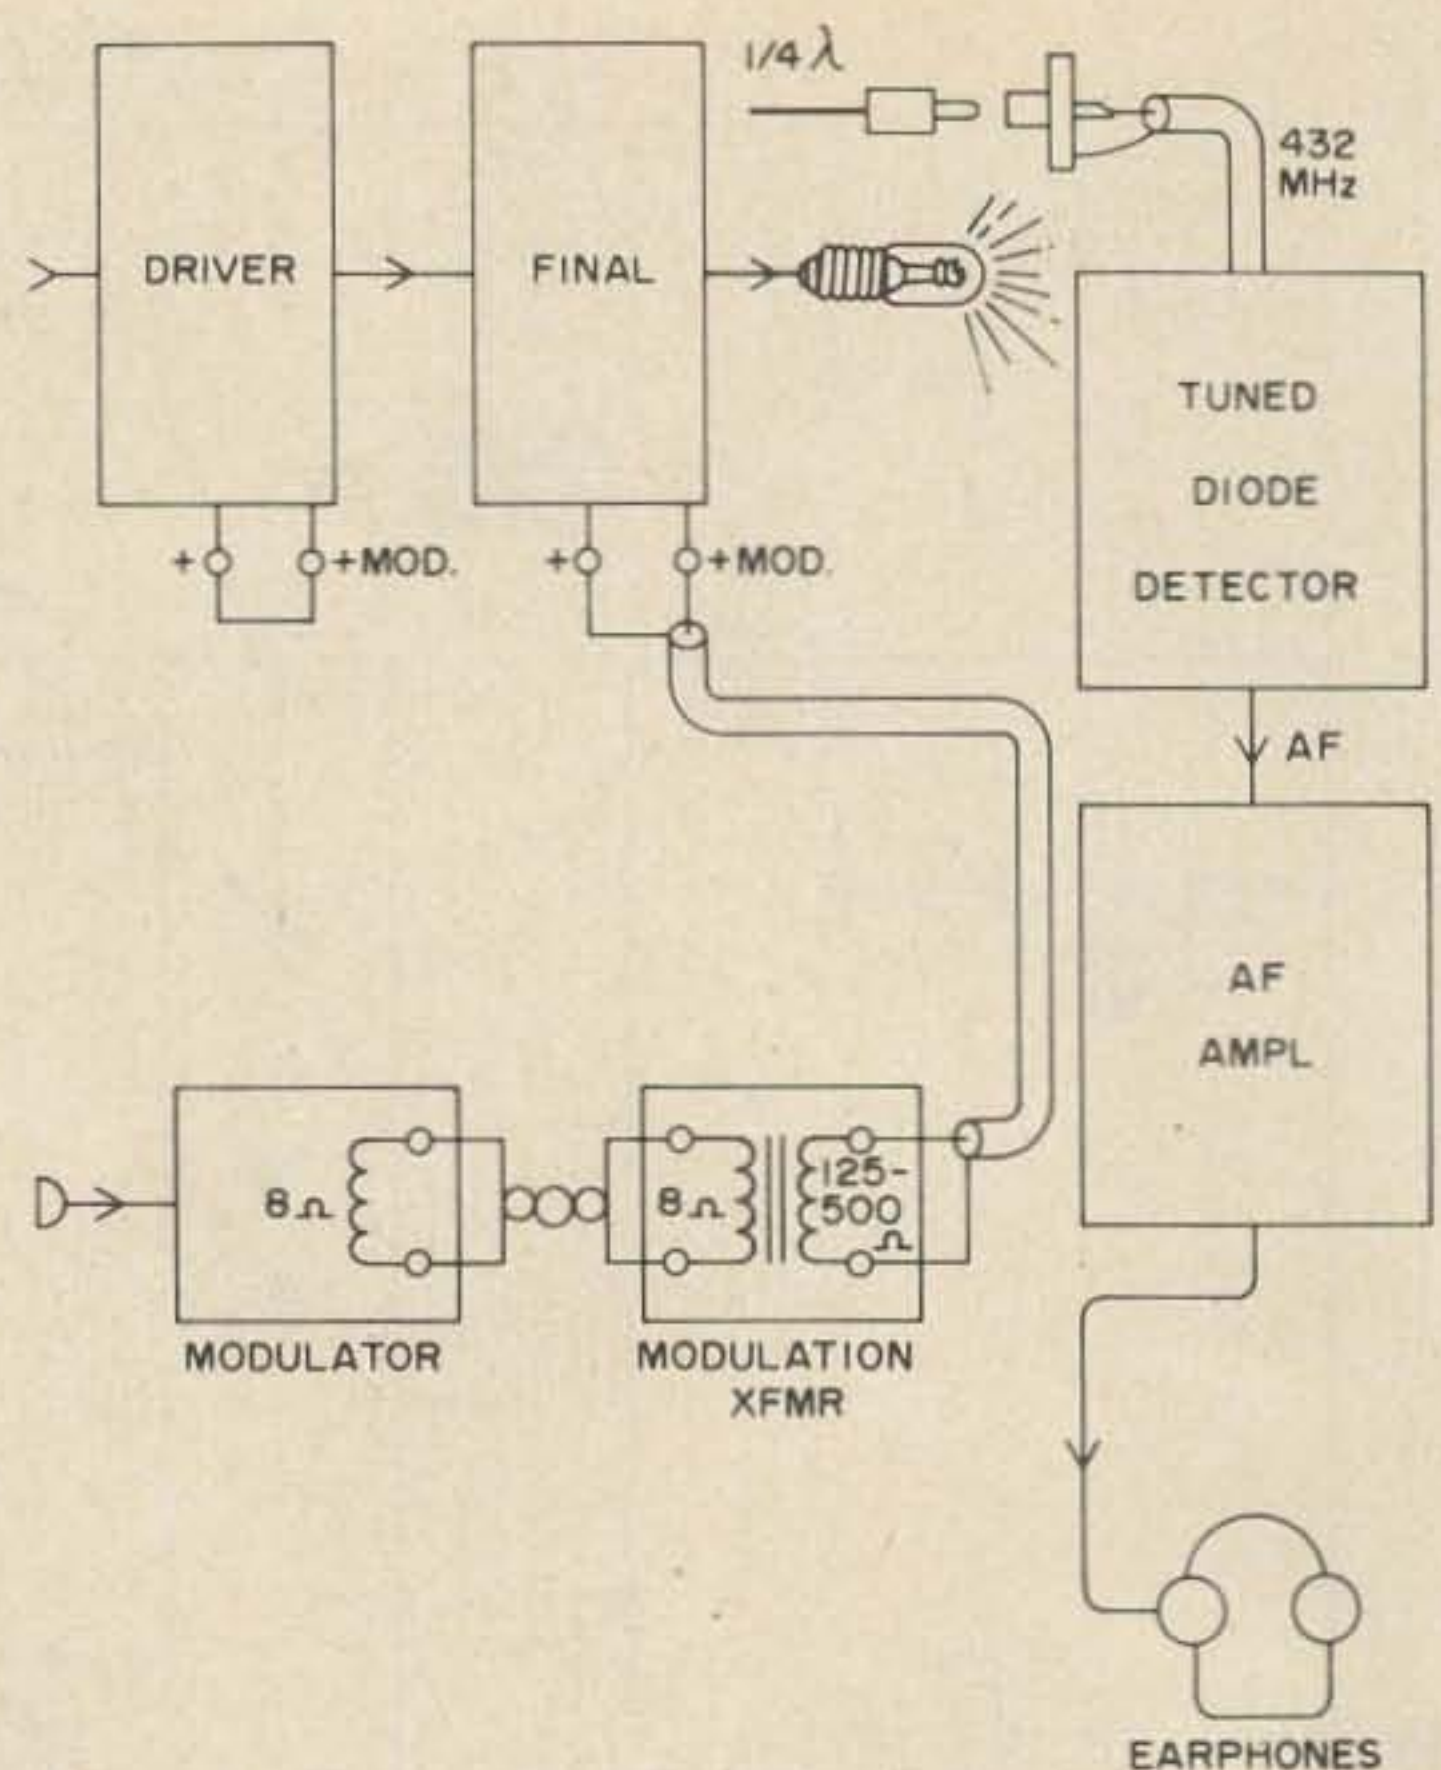 1/4 λ
432
MHz
DRIVER
FINAL
TUNED
DIODE
DETECTOR
+
+MOD.
+
+MOD.
AF
AF
AMPL
8Ω
8Ω
125-
500
Ω
MODULATOR
MODULATION
XFMR
EARPHONES